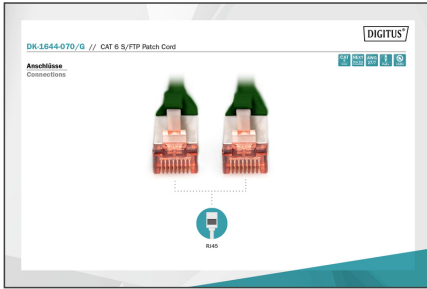 DIGITUS®
DK-1644-070/G // CAT 6 S/FTP Patch Cord
Anschlüsse
Connections
RJ45